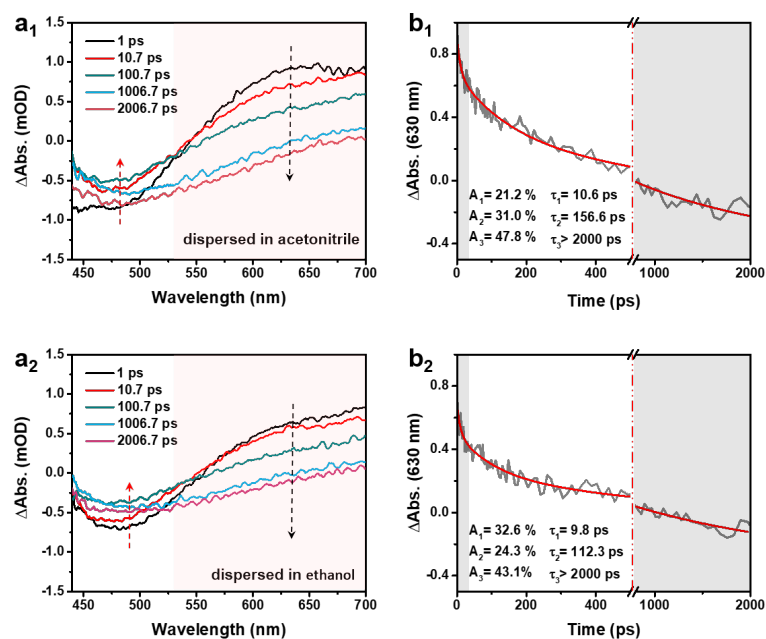 a1
1 ps
10.7 ps
100.7 ps
1006.7 ps
2006.7 ps
dispersed in acetonitrile
ΔAbs. (mOD)
1.5
1.0
0.5
0.0
-0.5
-1.0
-1.5
450 500 550 600 650 700
Wavelength (nm)
b1
ΔAbs. (630 nm)
0.8
0.4
0.0
-0.4
A1= 21.2 % τ1= 10.6 ps
A2= 31.0 % τ2= 156.6 ps
A3= 47.8 % τ3> 2000 ps
0 200 400 1000 2000
Time (ps)
a2
1 ps
10.7 ps
100.7 ps
1006.7 ps
2006.7 ps
dispersed in ethanol
ΔAbs. (mOD)
1.5
1.0
0.5
0.0
-0.5
-1.0
-1.5
450 500 550 600 650 700
Wavelength (nm)
b2
ΔAbs. (630 nm)
0.8
0.4
0.0
-0.4
A1= 32.6 % τ1= 9.8 ps
A2= 24.3 % τ2= 112.3 ps
A3= 43.1% τ3> 2000 ps
0 200 400 1000 2000
Time (ps)